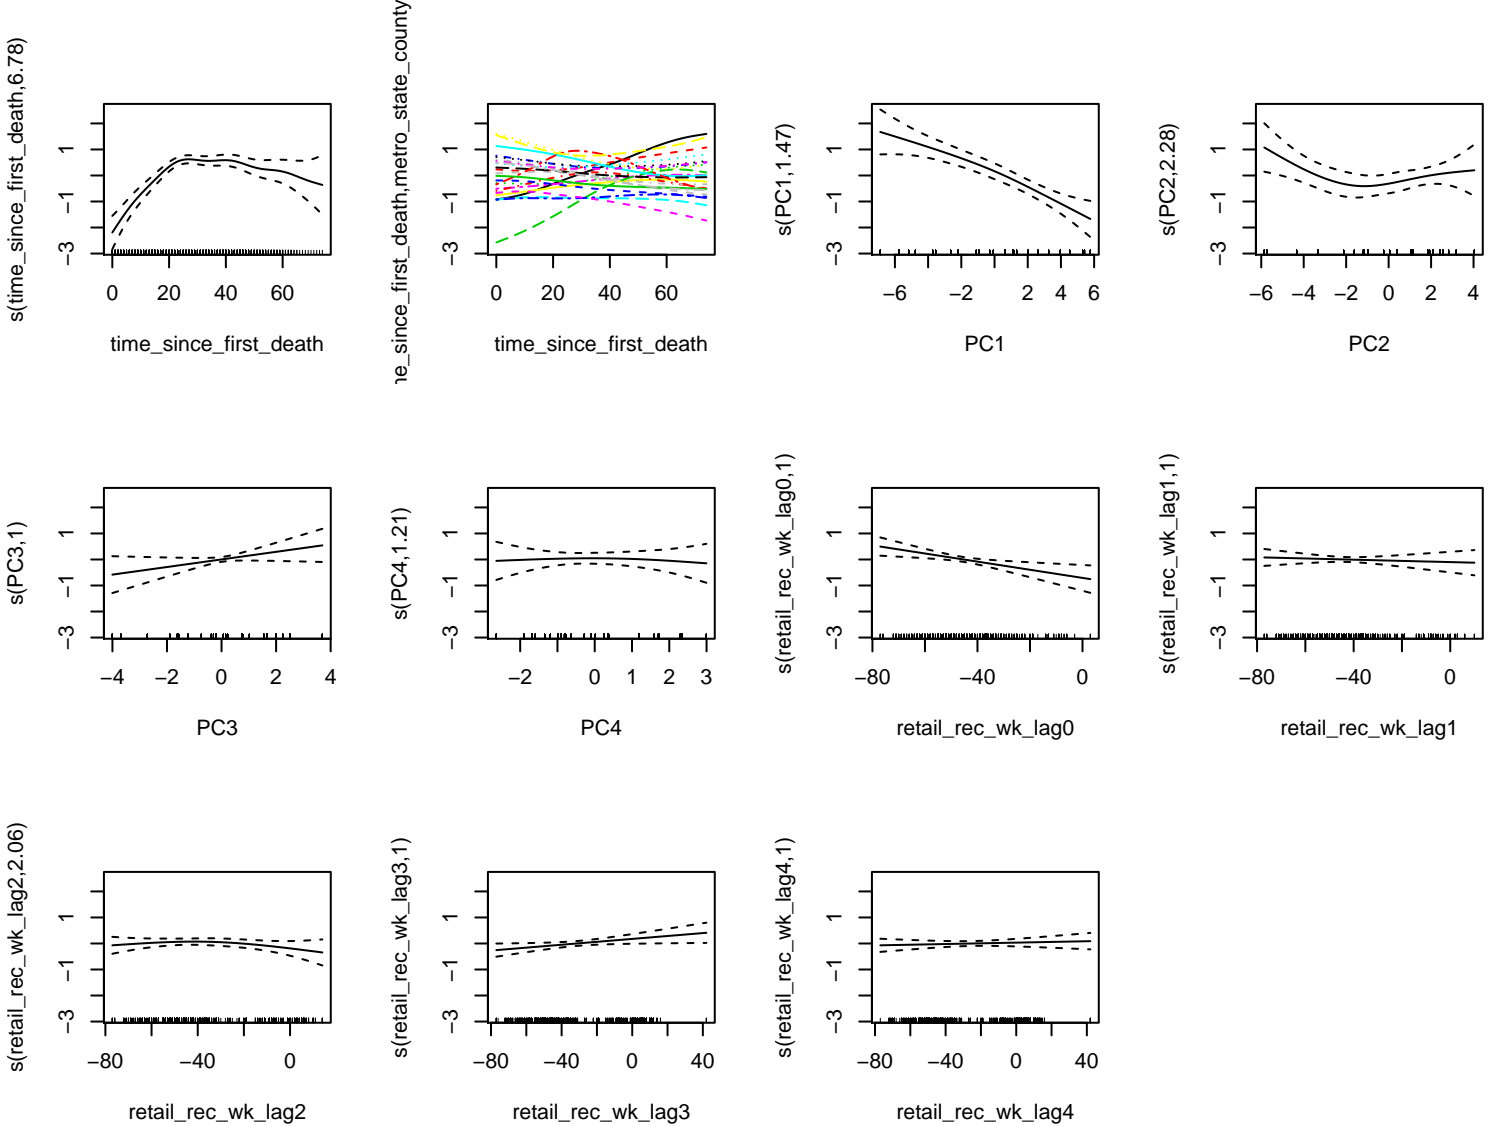 s(time_since_first_death,6.78)
1
−1
−3
0 20 40 60
time_since_first_death
ne_since_first_death,metro_state_county
1
−1
−3
0 20 40 60
time_since_first_death
s(PC1,1.47)
1
−1
−3
−6 −2 2 4 6
PC1
s(PC2,2.28)
1
−1
−3
−6 −4 −2 0 2 4
PC2
s(PC3,1)
1
−1
−3
−4 −2 0 2 4
PC3
s(PC4,1.21)
1
−1
−3
−2 0 1 2 3
PC4
s(retail_rec_wk_lag0,1)
1
−1
−3
−80 −40 0
retail_rec_wk_lag0
s(retail_rec_wk_lag1,1)
1
−1
−3
−80 −40 0
retail_rec_wk_lag1
s(retail_rec_wk_lag2,2.06)
1
−1
−3
−80 −40 0
retail_rec_wk_lag2
s(retail_rec_wk_lag3,1)
1
−1
−3
−80 −40 0 40
retail_rec_wk_lag3
s(retail_rec_wk_lag4,1)
1
−1
−3
−80 −40 0 40
retail_rec_wk_lag4